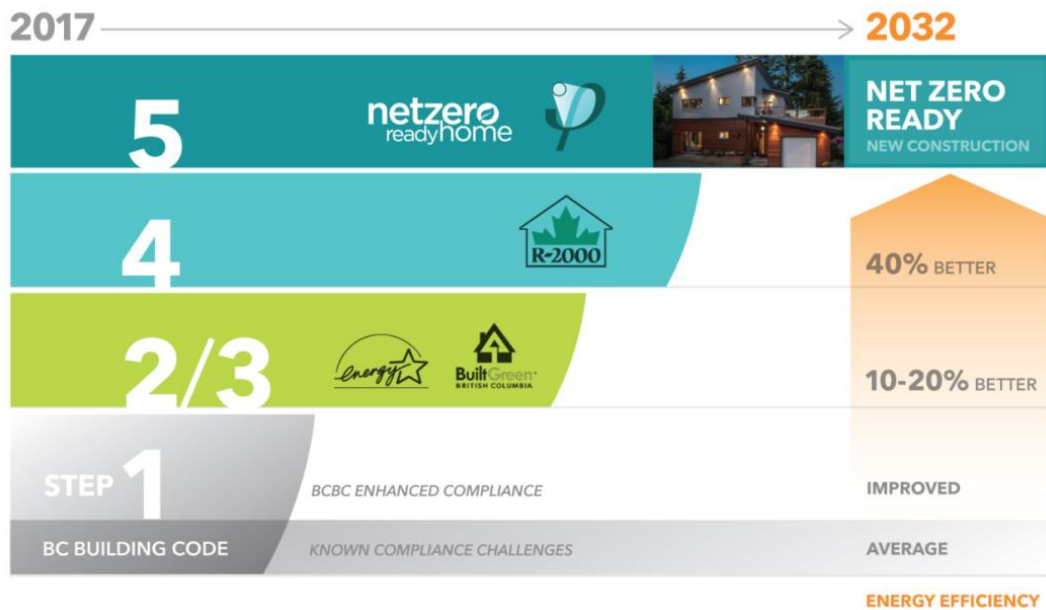 2017
2032
5
netzero
readyhome
NET ZERO
READY
NEW CONSTRUCTION
4
R-2000
40% BETTER
2/3
energy
BuiltGreen™
BRITISH COLUMBIA
10-20% BETTER
STEP 1
BCBC ENHANCED COMPLIANCE
IMPROVED
BC BUILDING CODE
KNOWN COMPLIANCE CHALLENGES
AVERAGE
ENERGY EFFICIENCY